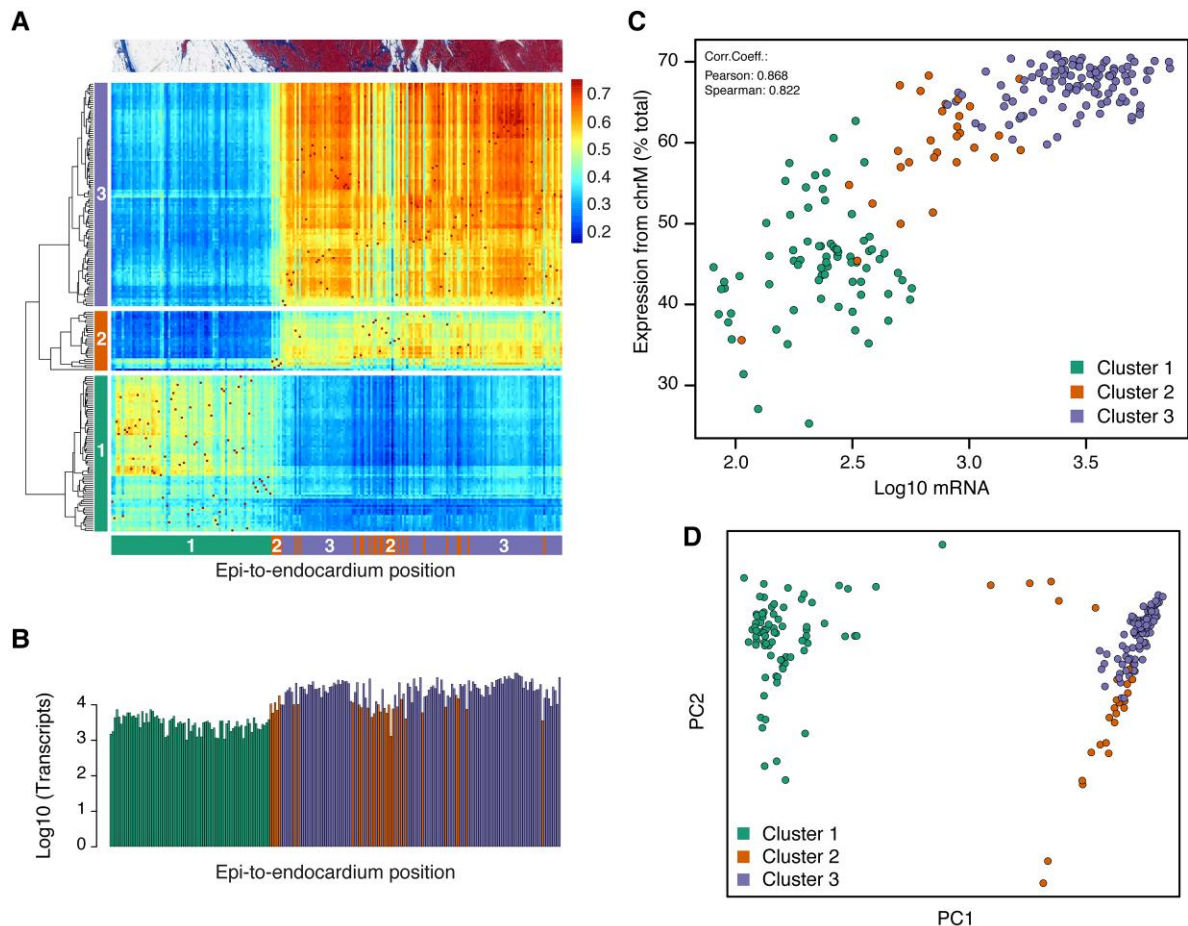 A
0.7
0.6
0.5
0.4
0.3
0.2
3
2
1
1 2 3 2 3
Epi-to-endocardium position
B
Log10 (Transcripts)
4
3
2
1
0
Epi-to-endocardium position
C
Corr.Coeff.:
Pearson: 0.868
Spearman: 0.822
Expression from chrM (% total)
70
60
50
40
30
Cluster 1
Cluster 2
Cluster 3
2.0 2.5 3.0 3.5
Log10 mRNA
D
PC2
Cluster 1
Cluster 2
Cluster 3
PC1